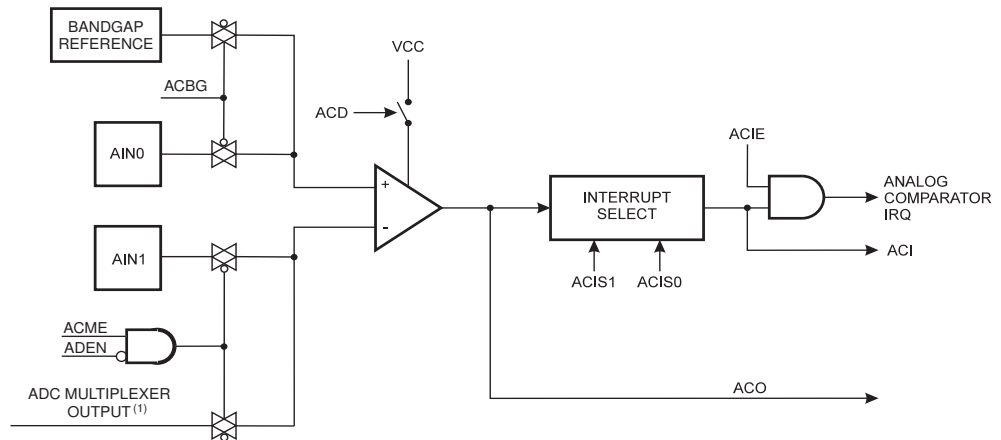 BANDGAP
REFERENCE
ACBG
AIN0
VCC
ACD
+
-
AIN1
ACME
ADEN
ADC MULTIPLEXER
OUTPUT (1)
INTERRUPT
SELECT
ACIS1
ACIS0
ACIE
ANALOG
COMPARATOR
IRQ
ACI
ACO